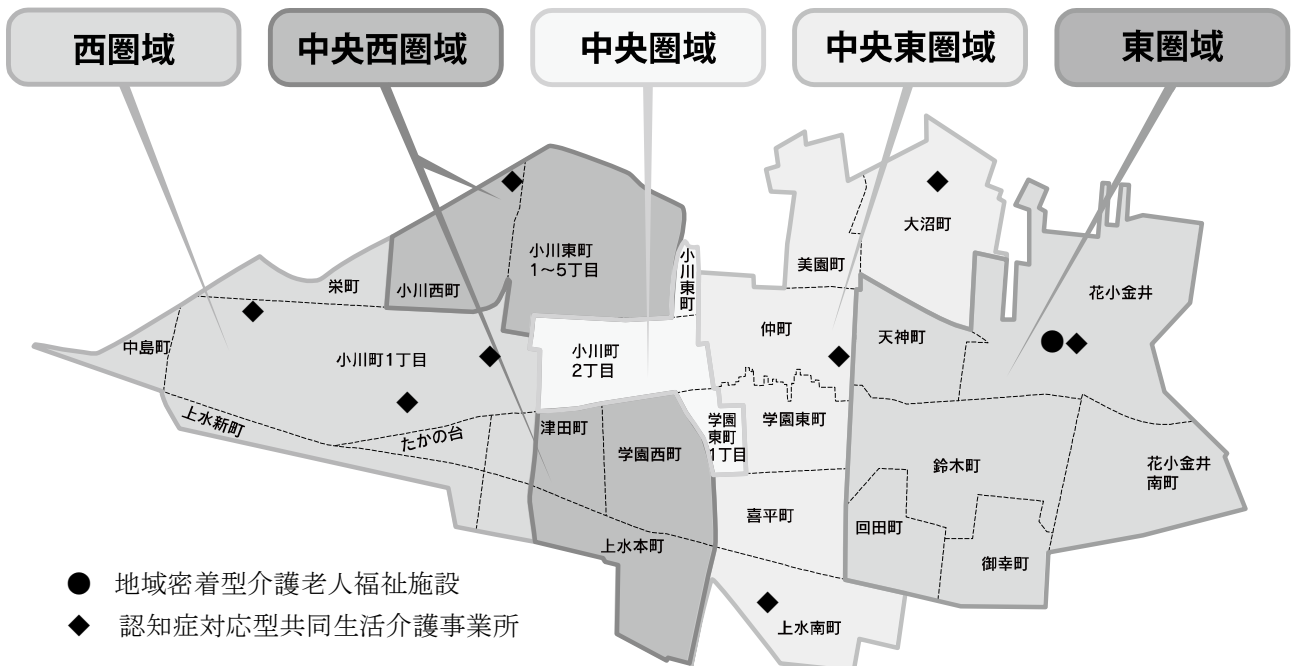 西圏域
中央西圏域
中央圏域
中央東圏域
東圏域
大沼町
小川東町
1～5丁目
小川東町
美園町
栄町
小川西町
花小金井
仲町
天神町
中島町
小川町1丁目
小川町
2丁目
上水新町
たかの台
津田町
学園西町
学園
東町
1丁目
学園東町
鈴木町
花小金井
南町
喜平町
回田町
上水本町
御幸町
上水南町
● 地域密着型介護老人福祉施設
◆ 認知症対応型共同生活介護事業所